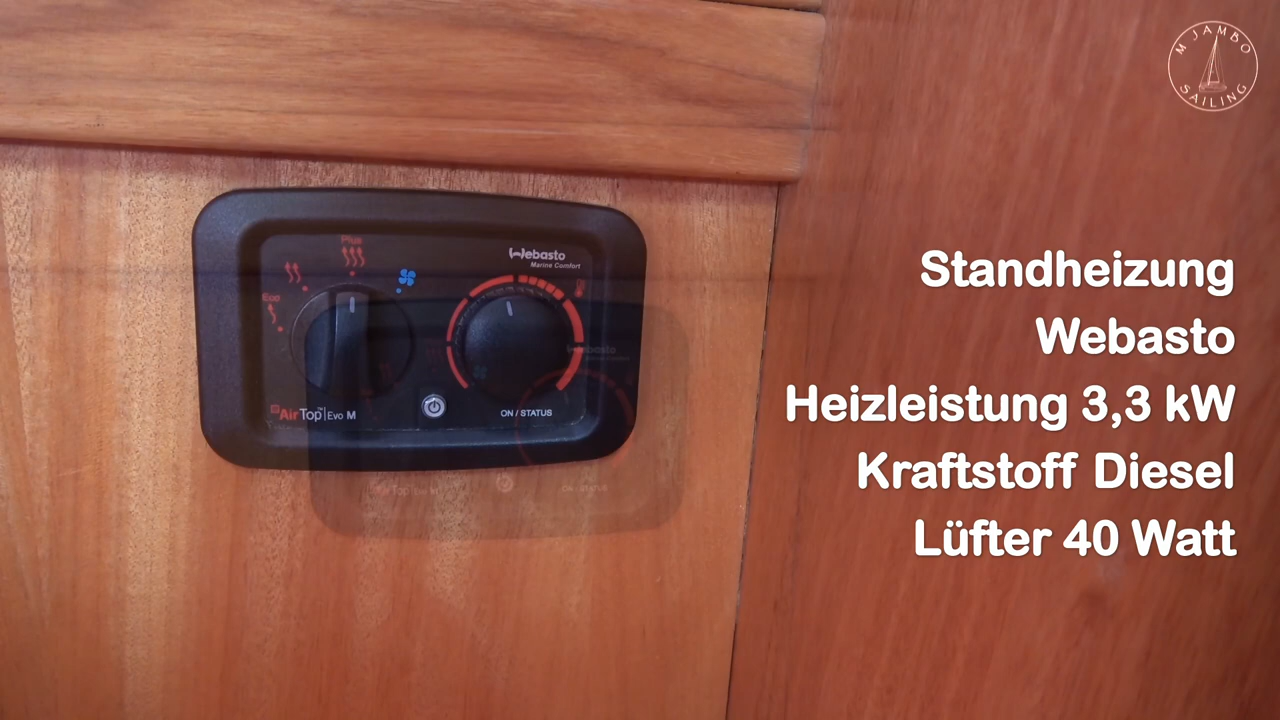 M JAMBO
SAILING
Plus
Eco
Webasto
Marine Comfort
AirTop™|Evo M
ON / STATUS
Standheizung
Webasto
Heizleistung 3,3 kW
Kraftstoff Diesel
Lüfter 40 Watt